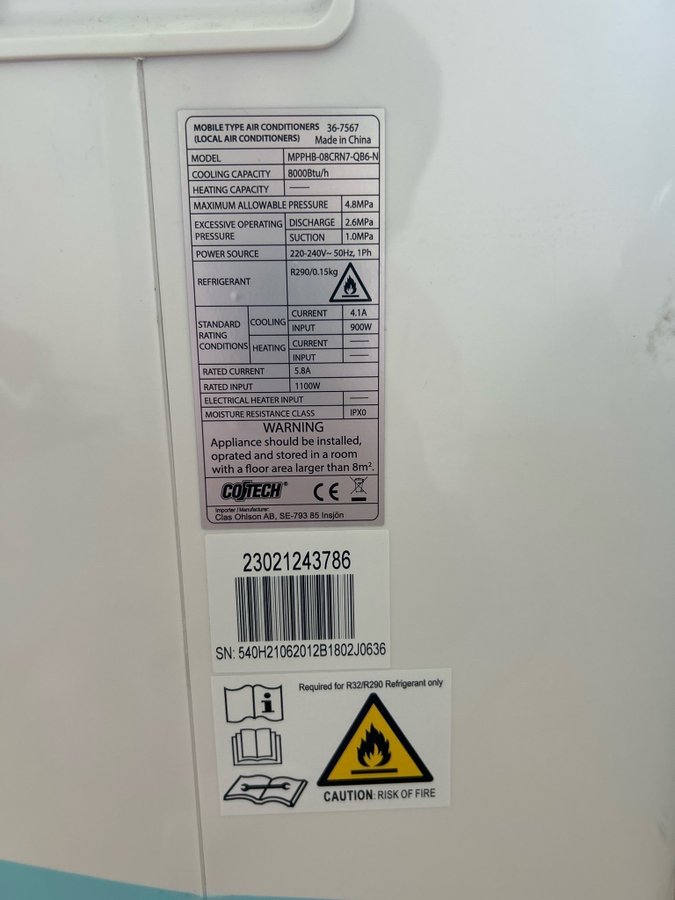 MOBILE TYPE AIR CONDITIONERS 36-7567
(LOCAL AIR CONDITIONERS) Made in China
MODEL MPPHB-08CRN7-QB6-N
COOLING CAPACITY 8000Btu/h
HEATING CAPACITY ——
MAXIMUM ALLOWABLE PRESSURE 4.8MPa
EXCESSIVE OPERATING PRESSURE DISCHARGE 2.6MPa
SUCTION 1.0MPa
POWER SOURCE 220-240V~ 50Hz, 1Ph
REFRIGERANT R290/0.15kg
STANDARD RATING CONDITIONS COOLING CURRENT 4.1A
INPUT 900W
HEATING CURRENT ——
INPUT ——
RATED CURRENT 5.8A
RATED INPUT 1100W
ELECTRICAL HEATER INPUT ——
MOISTURE RESISTANCE CLASS IPX0
WARNING
Appliance should be installed,
oprated and stored in a room
with a floor area larger than 8m².
COTECH® CE
Importer / Manufacturer:
Clas Ohlson AB, SE-793 85 Insjön
23021243786
SN: 540H21062012B1802J0636
Required for R32/R290 Refrigerant only
CAUTION: RISK OF FIRE